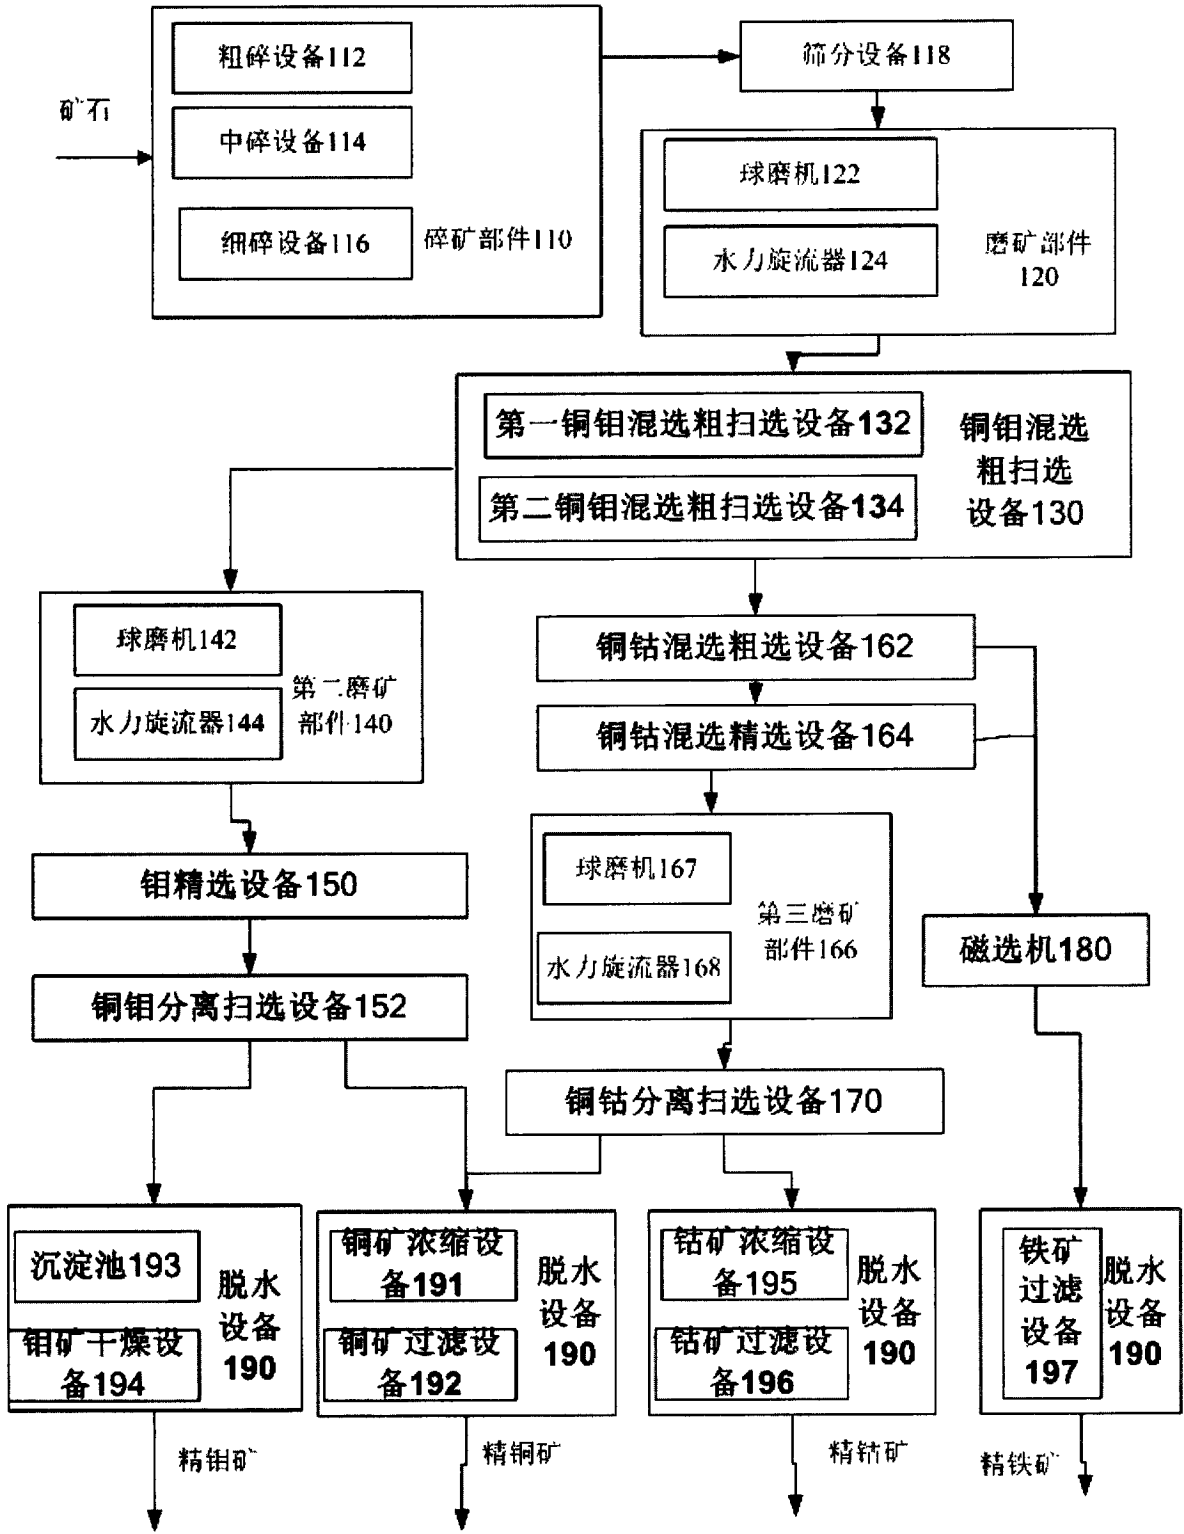 粗碎设备112
筛分设备118
矿石
中碎设备114
球磨机122
细碎设备116
碎矿部件110
水力旋流器124
磨矿部件
120
第一铜钼混选粗扫选设备132
第二铜钼混选粗扫选设备134
铜钼混选
粗扫选
设备130
球磨机142
水力旋流器144
第二磨矿
部件140
铜钴混选粗选设备162
铜钴混选精选设备164
钼精选设备150
球磨机167
水力旋流器168
第三磨矿
部件166
磁选机180
铜钼分离扫选设备152
铜钴分离扫选设备170
沉淀池193
钼矿干燥设
备194
脱水
设备
190
铜矿浓缩设
备191
铜矿过滤设
备192
脱水
设备
190
钴矿浓缩设
备195
钴矿过滤设
备196
脱水
设备
190
铁矿
过滤
设备
197
脱水
设备
190
精钼矿
精铜矿
精钴矿
精铁矿